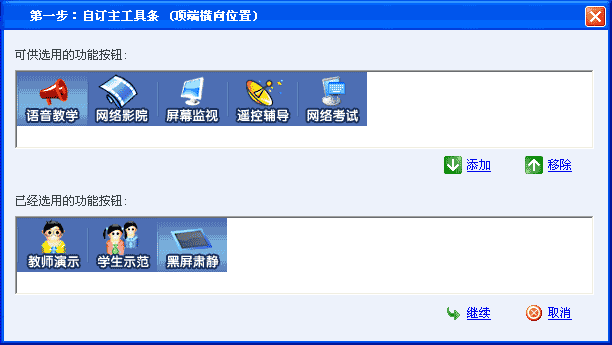 第一步：自订主工具条 （顶端横向位置）
可供选用的功能按钮:
语音教学 网络影院 屏幕监视 遥控辅导 网络考试
添加 移除
已经选用的功能按钮:
教师演示 学生示范 黑屏肃静
继续 取消